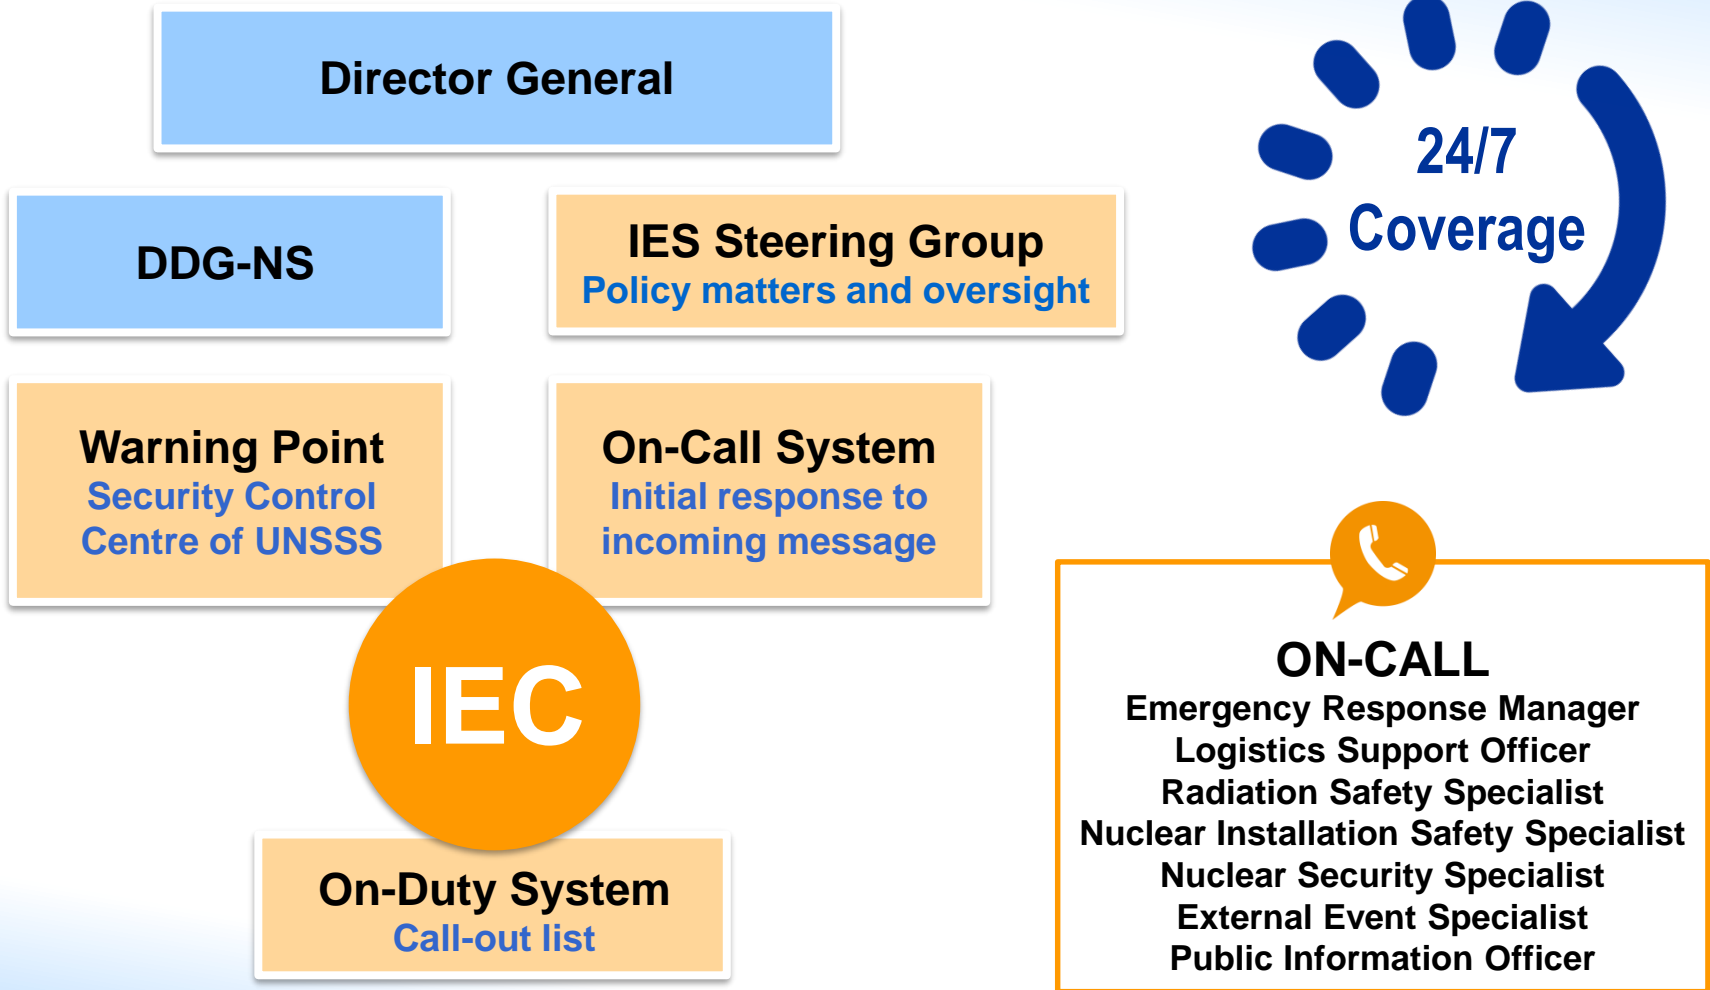 Director General
24/7
Coverage
DDG-NS
IES Steering Group
Policy matters and oversight
Warning Point
Security Control
Centre of UNSSS
On-Call System
Initial response to
incoming message
IEC
On-Duty System
Call-out list
ON-CALL
Emergency Response Manager
Logistics Support Officer
Radiation Safety Specialist
Nuclear Installation Safety Specialist
Nuclear Security Specialist
External Event Specialist
Public Information Officer